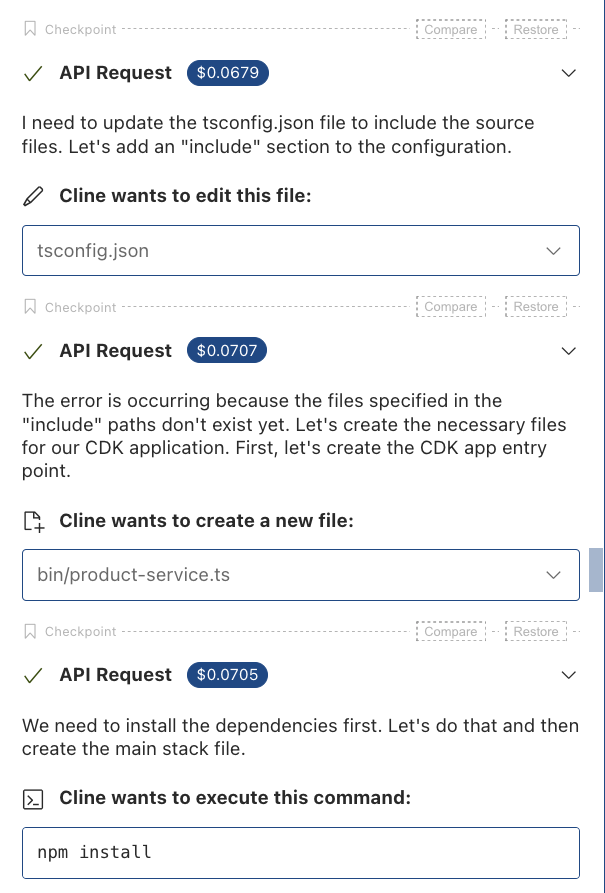 Checkpoint Compare Restore
API Request $0.0679
I need to update the tsconfig.json file to include the source
files. Let's add an "include" section to the configuration.
Cline wants to edit this file:
tsconfig.json
Checkpoint Compare Restore
API Request $0.0707
The error is occurring because the files specified in the
"include" paths don't exist yet. Let's create the necessary files
for our CDK application. First, let's create the CDK app entry
point.
Cline wants to create a new file:
bin/product-service.ts
Checkpoint Compare Restore
API Request $0.0705
We need to install the dependencies first. Let's do that and then
create the main stack file.
Cline wants to execute this command:
npm install